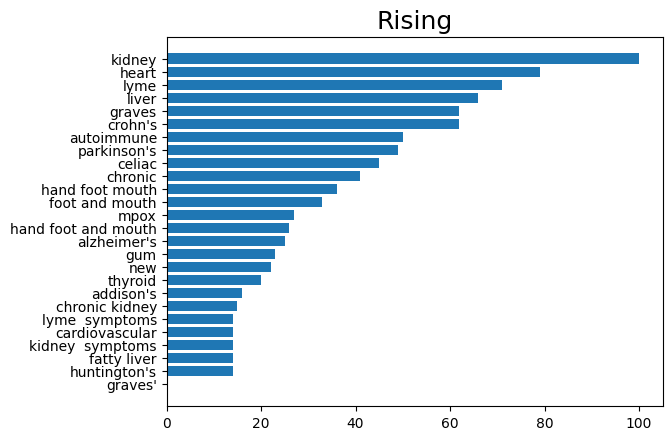 Rising
kidney
heart
lyme
liver
graves
crohn's
autoimmune
parkinson's
celiac
chronic
hand foot mouth
foot and mouth
mpox
hand foot and mouth
alzheimer's
gum
new
thyroid
addison's
chronic kidney
lyme  symptoms
cardiovascular
kidney  symptoms
fatty liver
huntington's
graves'
0 20 40 60 80 100